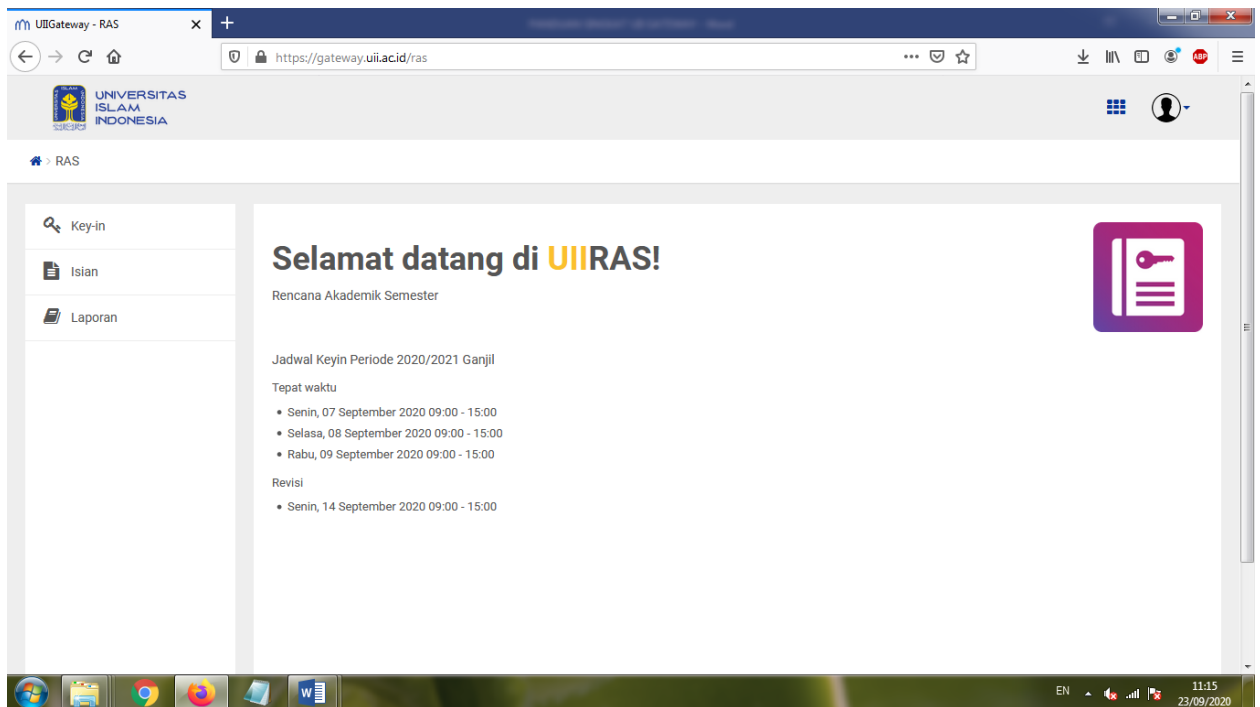 UIIGateway - RAS
https://gateway.uii.ac.id/ras
ABP
UNIVERSITAS
ISLAM
INDONESIA
RAS
Key-in
Isian
Laporan
Selamat datang di UIIRAS!
Rencana Akademik Semester
Jadwal Keyin Periode 2020/2021 Ganjil
Tepat waktu
• Senin, 07 September 2020 09:00 - 15:00
• Selasa, 08 September 2020 09:00 - 15:00
• Rabu, 09 September 2020 09:00 - 15:00
Revisi
• Senin, 14 September 2020 09:00 - 15:00
EN
11:15
23/09/2020